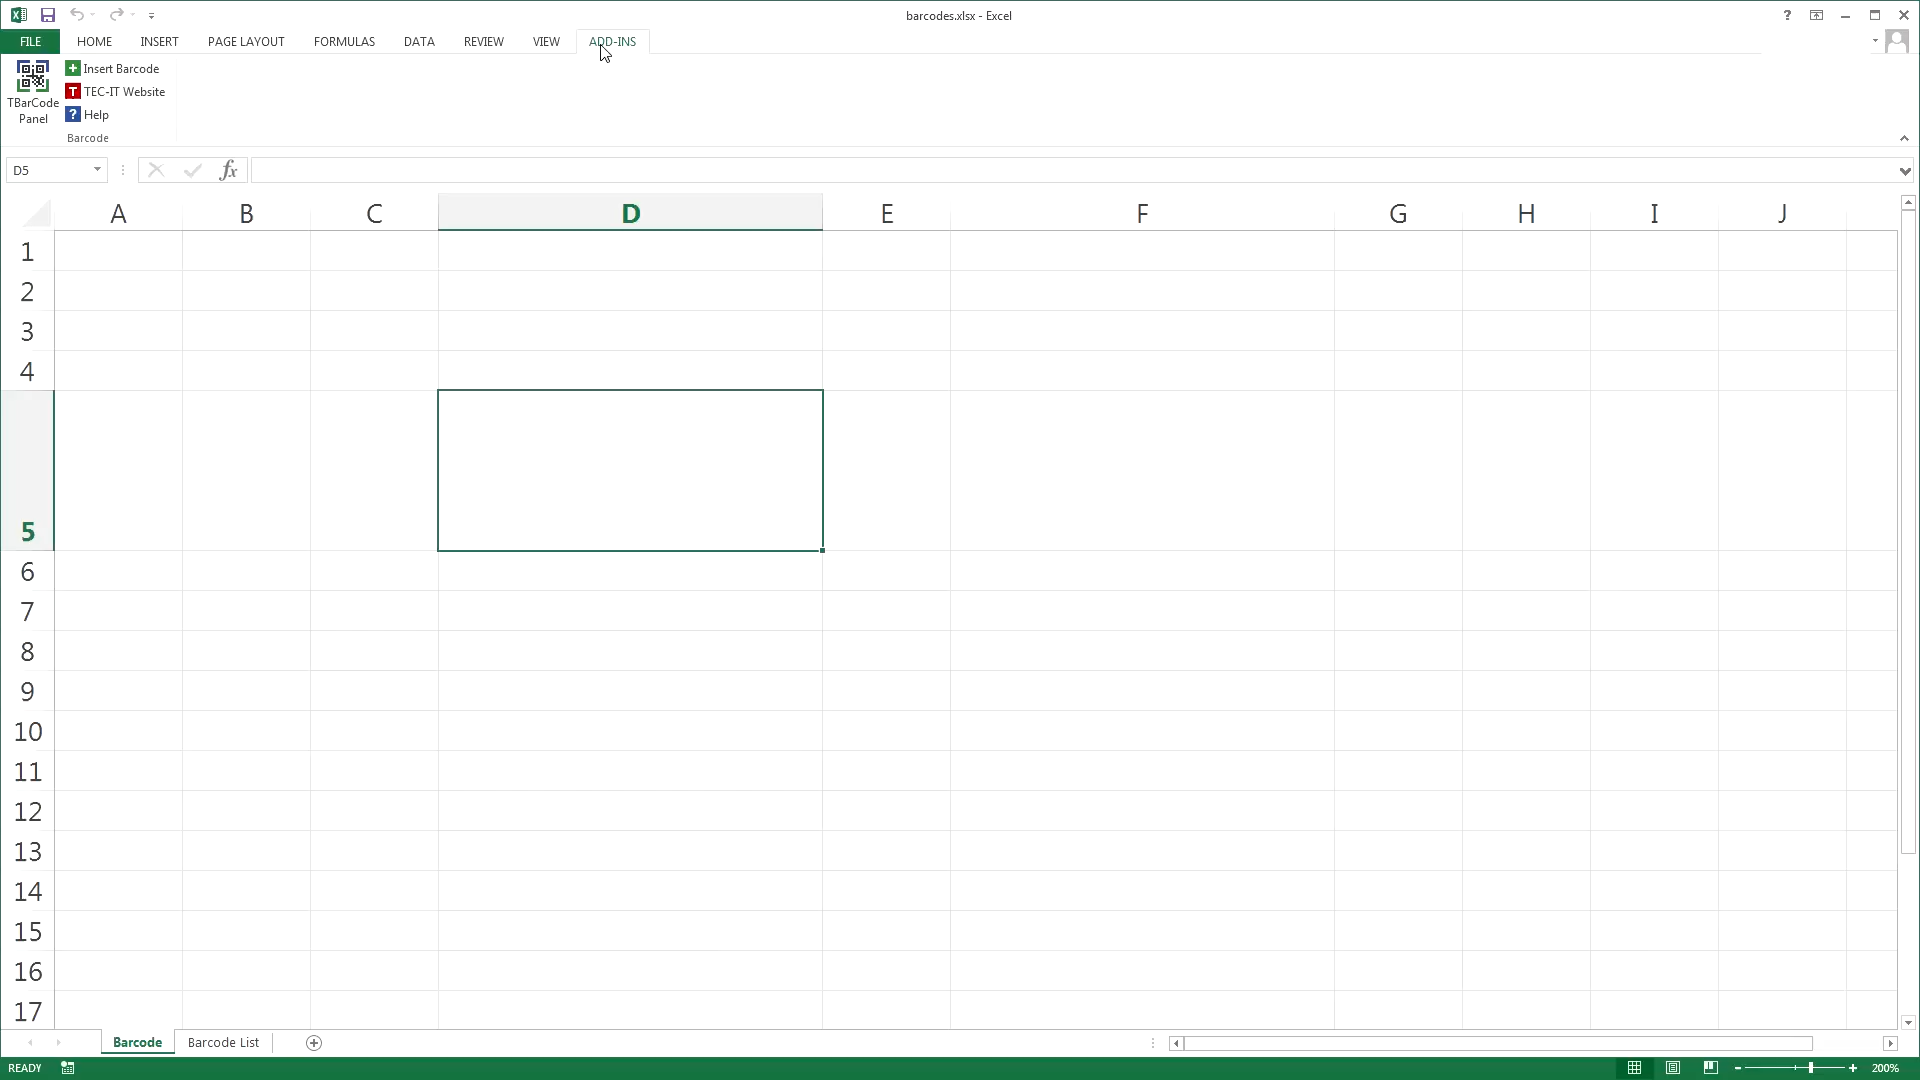 barcodes.xlsx - Excel
?
FILE HOME INSERT PAGE LAYOUT FORMULAS DATA REVIEW VIEW ADD-INS
TBarCode
Panel
+ Insert Barcode
T TEC-IT Website
? Help
Barcode
D5 fx
A B C D E F G H I J
1
2
3
4
5
6
7
8
9
10
11
12
13
14
15
16
17
Barcode Barcode List
READY 200%